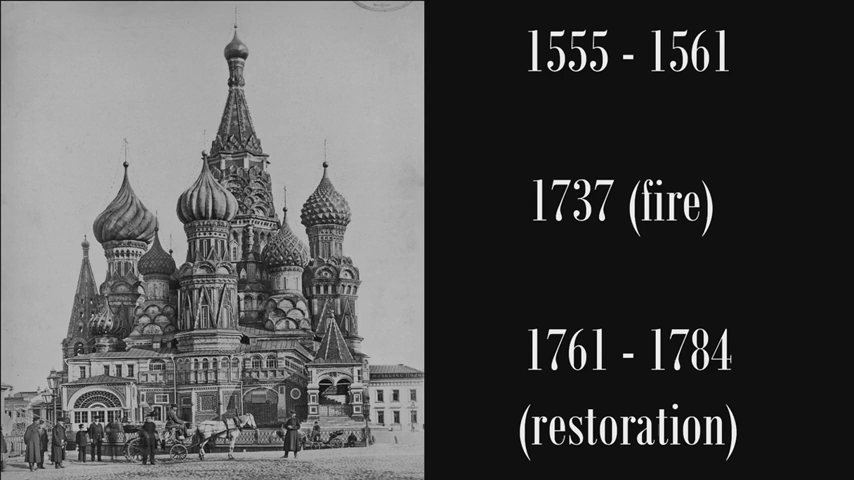 1555 - 1561
1737 (fire)
1761 - 1784
(restoration)